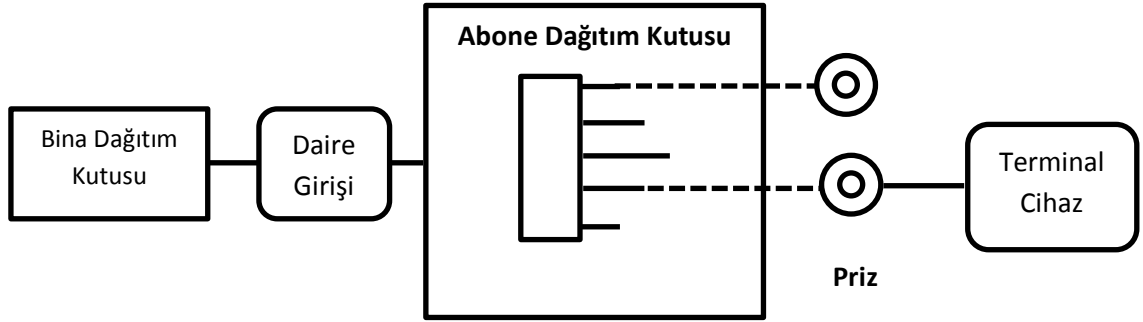 Abone Dağıtım Kutusu
Bina Dağıtım
Kutusu
Daire
Girişi
Terminal
Cihaz
Priz